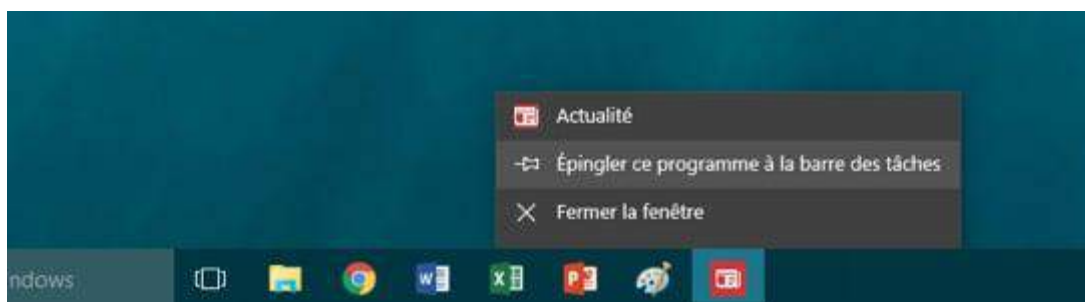 Actualité
Épingler ce programme à la barre des tâches
Fermer la fenêtre
ndows